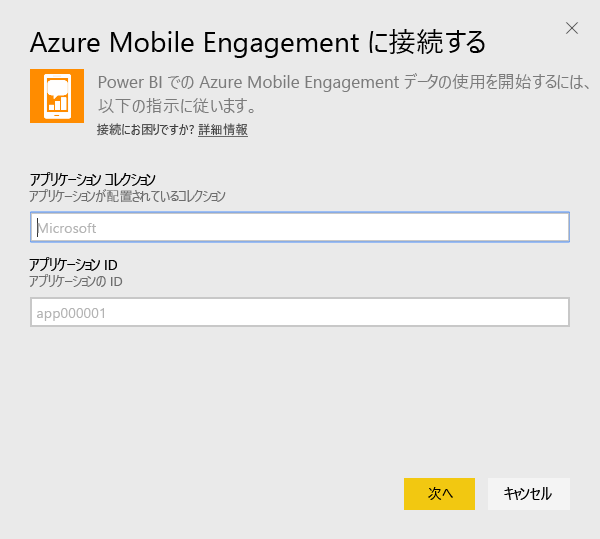 Azure Mobile Engagement に接続する
Power BI での Azure Mobile Engagement データの使用を開始するには、
以下の指示に従います。
接続にお困りですか? 詳細情報
アプリケーション コレクション
アプリケーションが配置されているコレクション
Microsoft
アプリケーション ID
アプリケーションの ID
app000001
次へ
キャンセル